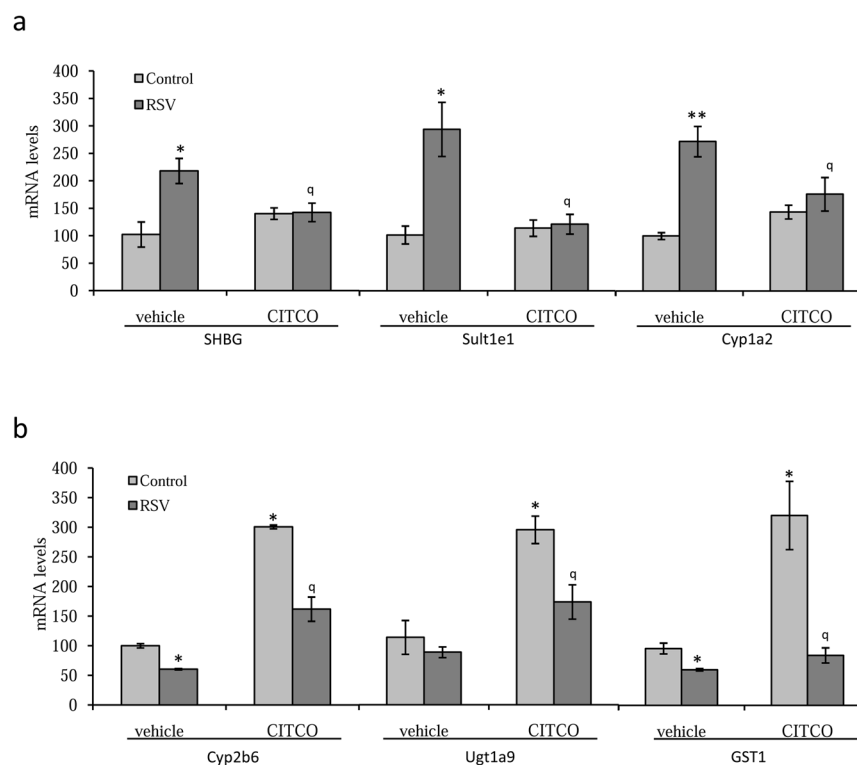 a
400
350
300
250
200
150
100
50
0
mRNA levels
Control
RSV
*
q
*
q
**
q
vehicle CITCO vehicle CITCO vehicle CITCO
SHBG Sult1e1 Cyp1a2
b
400
350
300
250
200
150
100
50
0
mRNA levels
Control
RSV
*
*
q
*
q
*
*
q
vehicle CITCO vehicle CITCO vehicle CITCO
Cyp2b6 Ugt1a9 GST1